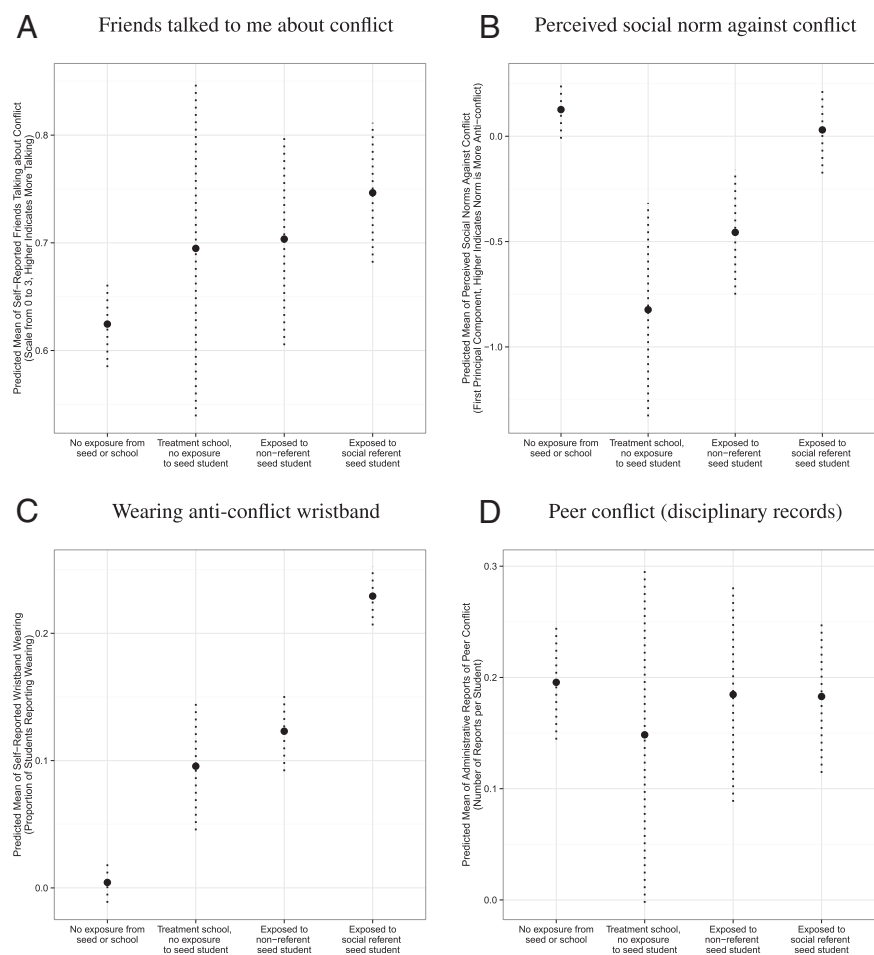 A
Friends talked to me about conflict
Predicted Mean of Self−Reported Friends Talking about Conflict
(Scale from 0 to 3, Higher Indicates More Talking)
0.8
0.7
0.6
No exposure from
seed or school
Treatment school,
no exposure
to seed student
Exposed to
non−referent
seed student
Exposed to
social referent
seed student
B
Perceived social norm against conflict
Predicted Mean of Perceived Social Norms Against Conflict
(First Principal Component, Higher Indicates Norm is More Anti−conflict)
0.0
−0.5
−1.0
No exposure from
seed or school
Treatment school,
no exposure
to seed student
Exposed to
non−referent
seed student
Exposed to
social referent
seed student
C
Wearing anti-conflict wristband
Predicted Mean of Self−Reported Wristband Wearing
(Proportion of Students Reporting Wearing)
0.2
0.1
0.0
No exposure from
seed or school
Treatment school,
no exposure
to seed student
Exposed to
non−referent
seed student
Exposed to
social referent
seed student
D
Peer conflict (disciplinary records)
Predicted Mean of Administrative Reports of Peer Conflict
(Number of Reports per Student)
0.3
0.2
0.1
0.0
No exposure from
seed or school
Treatment school,
no exposure
to seed student
Exposed to
non−referent
seed student
Exposed to
social referent
seed student